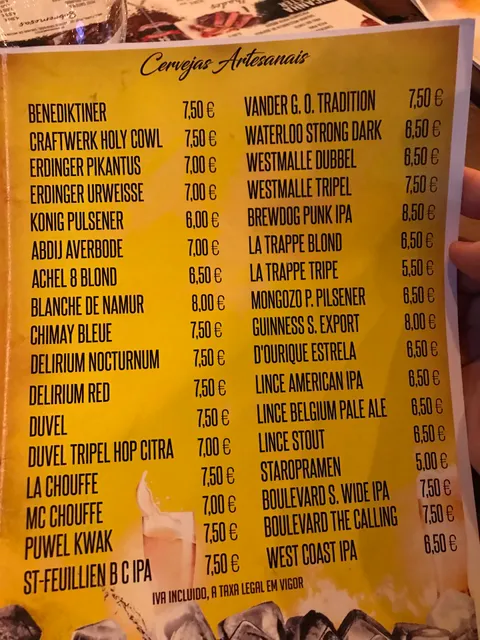 Cervejas Artesanais
BENEDIKTINER 7,50 €
CRAFTWERK HOLY COWL 7,50 €
ERDINGER PIKANTUS 7,00 €
ERDINGER URWEISSE 7,00 €
KONIG PULSENER 6,00 €
ABDIJ AVERBODE 7,00 €
ACHEL 8 BLOND 6,50 €
BLANCHE DE NAMUR 8,00 €
CHIMAY BLEUE 7,50 €
DELIRIUM NOCTURNUM 7,50 €
DELIRIUM RED 7,50 €
DUVEL 7,50 €
DUVEL TRIPEL HOP CITRA 7,00 €
LA CHOUFFE 7,50 €
MC CHOUFFE 7,00 €
PUWEL KWAK 7,50 €
ST-FEUILLIEN B C IPA 7,50 €
VANDER G. O. TRADITION 7,50 €
WATERLOO STRONG DARK 6,50 €
WESTMALLE DUBBEL 6,50 €
WESTMALLE TRIPEL 7,50 €
BREWDOG PUNK IPA 8,50 €
LA TRAPPE BLOND 6,50 €
LA TRAPPE TRIPE 5,50 €
MONGOZO P. PILSENER 6,50 €
GUINNESS S. EXPORT 8,00 €
D'OURIQUE ESTRELA 6,50 €
LINCE AMERICAN IPA 6,50 €
LINCE BELGIUM PALE ALE 6,50 €
LINCE STOUT 6,50 €
STAROPRAMEN 5,00 €
BOULEVARD S. WIDE IPA 7,50 €
BOULEVARD THE CALLING 7,50 €
WEST COAST IPA 6,50 €
IVA INCLUIDO, A TAXA LEGAL EM VIGOR